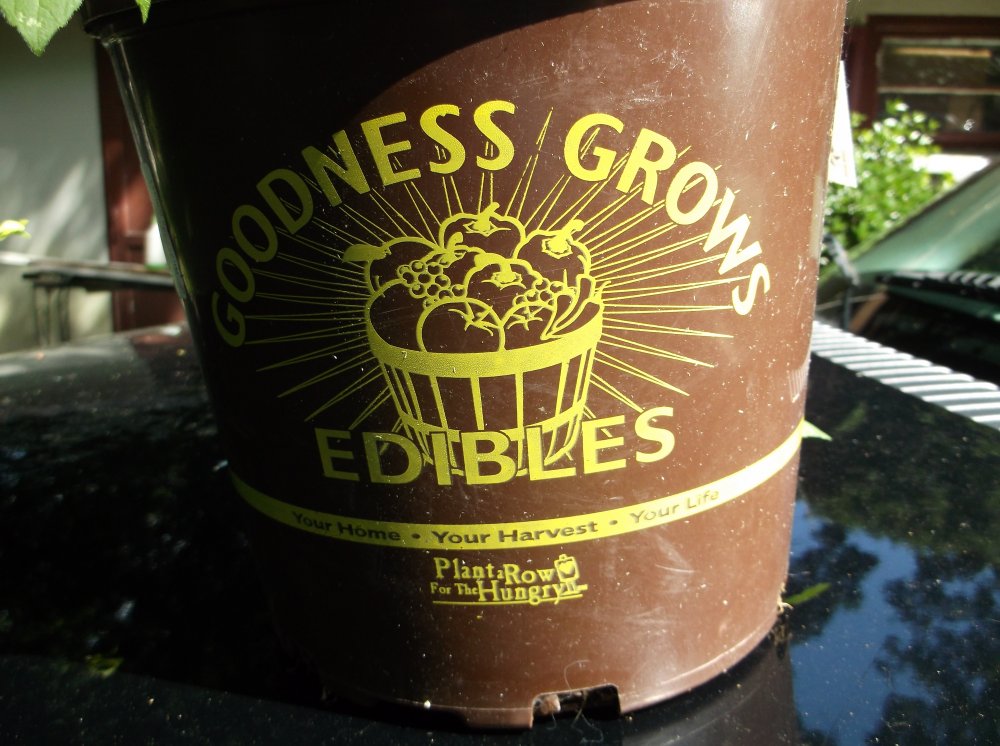 GOODNESS GROWS
EDIBLES
Your Home • Your Harvest • Your Life
Plant a Row
For The Hungry